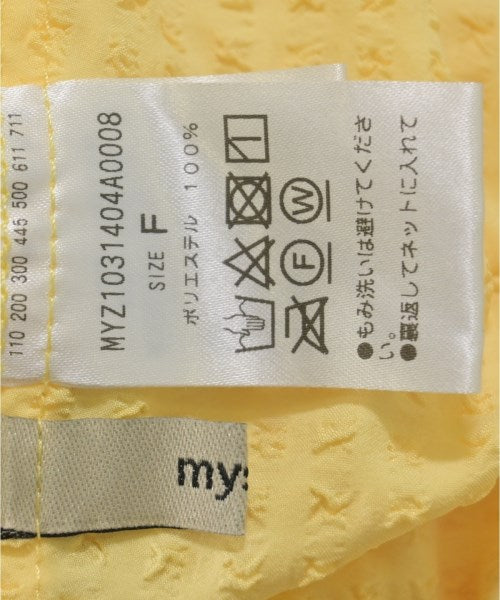 110 200 300 445 500 611 711
MYZ1031404A0008
SIZE F
ポリエステル 100%
W
F
●もみ洗いは避けてくださ
い。
●裏返してネットに入れて
my